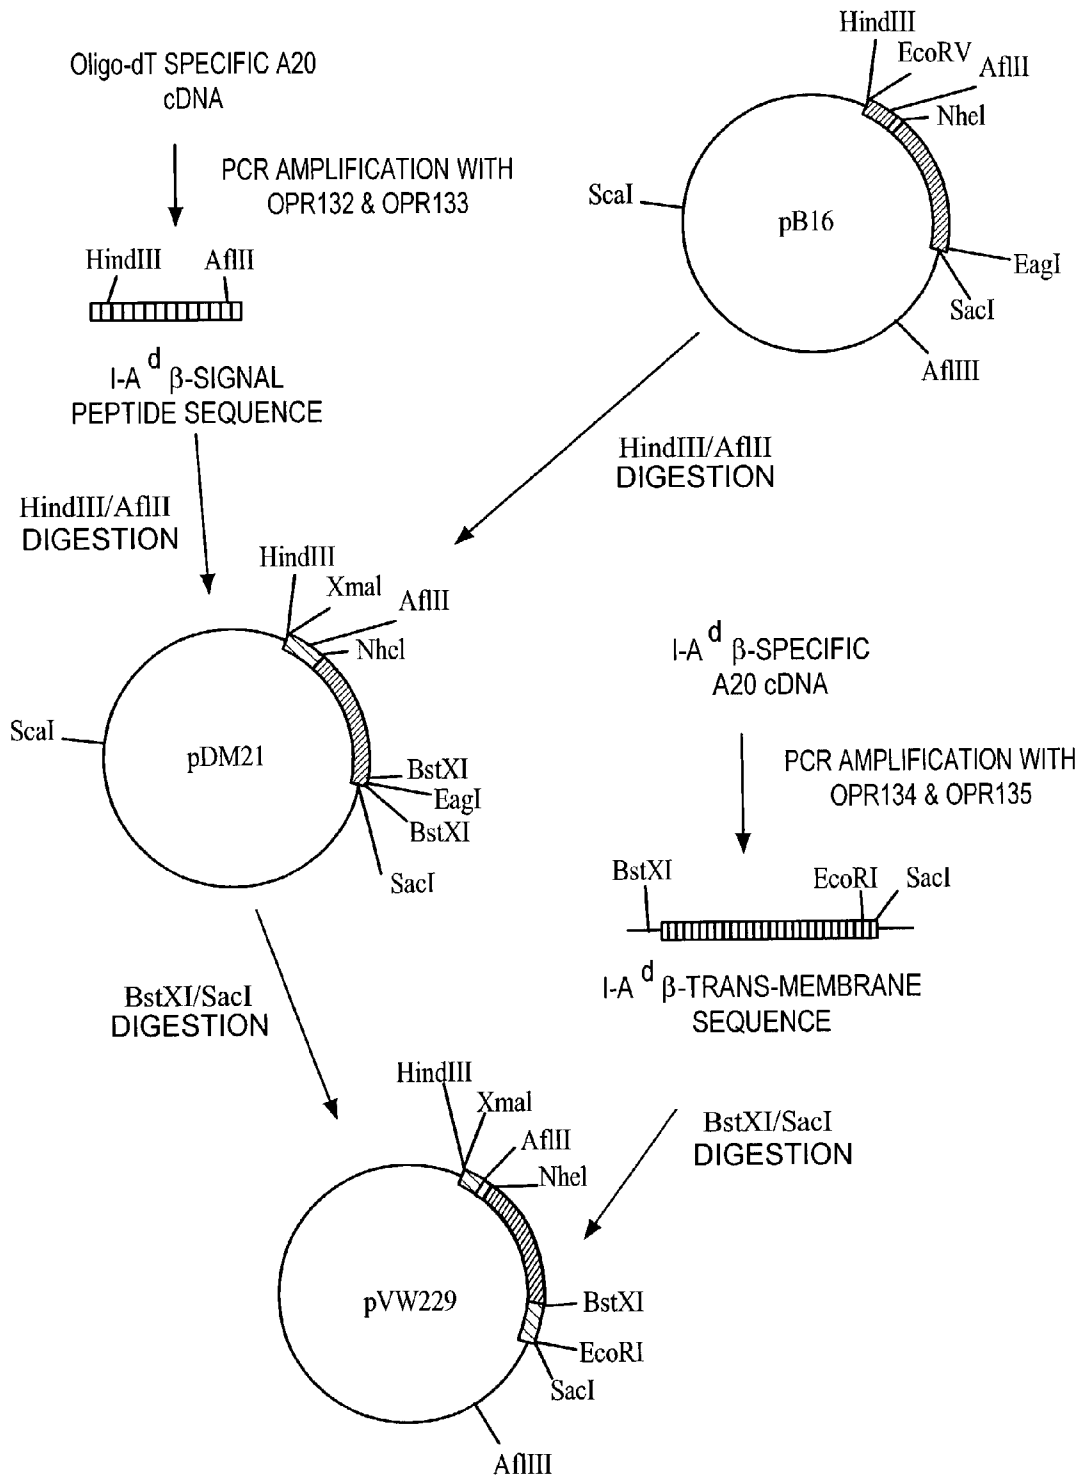 Oligo-dT SPECIFIC A20
cDNA
PCR AMPLIFICATION WITH
OPR132 & OPR133
HindIII
AflII
I-A d β-SIGNAL
PEPTIDE SEQUENCE
HindIII/AflII
DIGESTION
HindIII
EcoRV
AflII
NheI
ScaI
pB16
EagI
SacI
AflIII
HindIII/AflII
DIGESTION
HindIII
XmaI
AflII
NheI
ScaI
pDM21
BstXI
EagI
BstXI
SacI
I-A d β-SPECIFIC
A20 cDNA
PCR AMPLIFICATION WITH
OPR134 & OPR135
BstXI
EcoRI
SacI
I-A d β-TRANS-MEMBRANE
SEQUENCE
BstXI/SacI
DIGESTION
BstXI/SacI
DIGESTION
HindIII
XmaI
AflII
NheI
pVW229
BstXI
EcoRI
SacI
AflIII